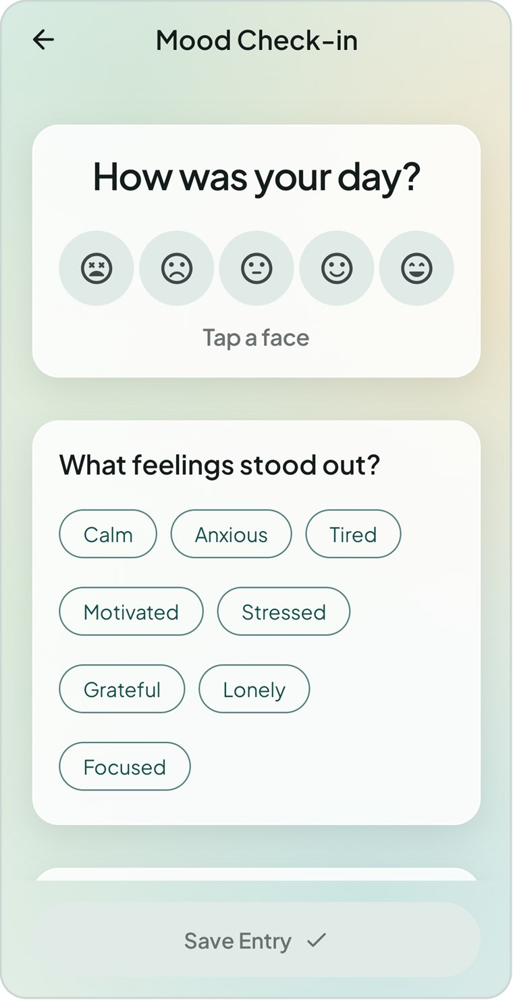 Mood Check-in
How was your day?
Tap a face
What feelings stood out?
Calm Anxious Tired
Motivated Stressed
Grateful Lonely
Focused
Save Entry